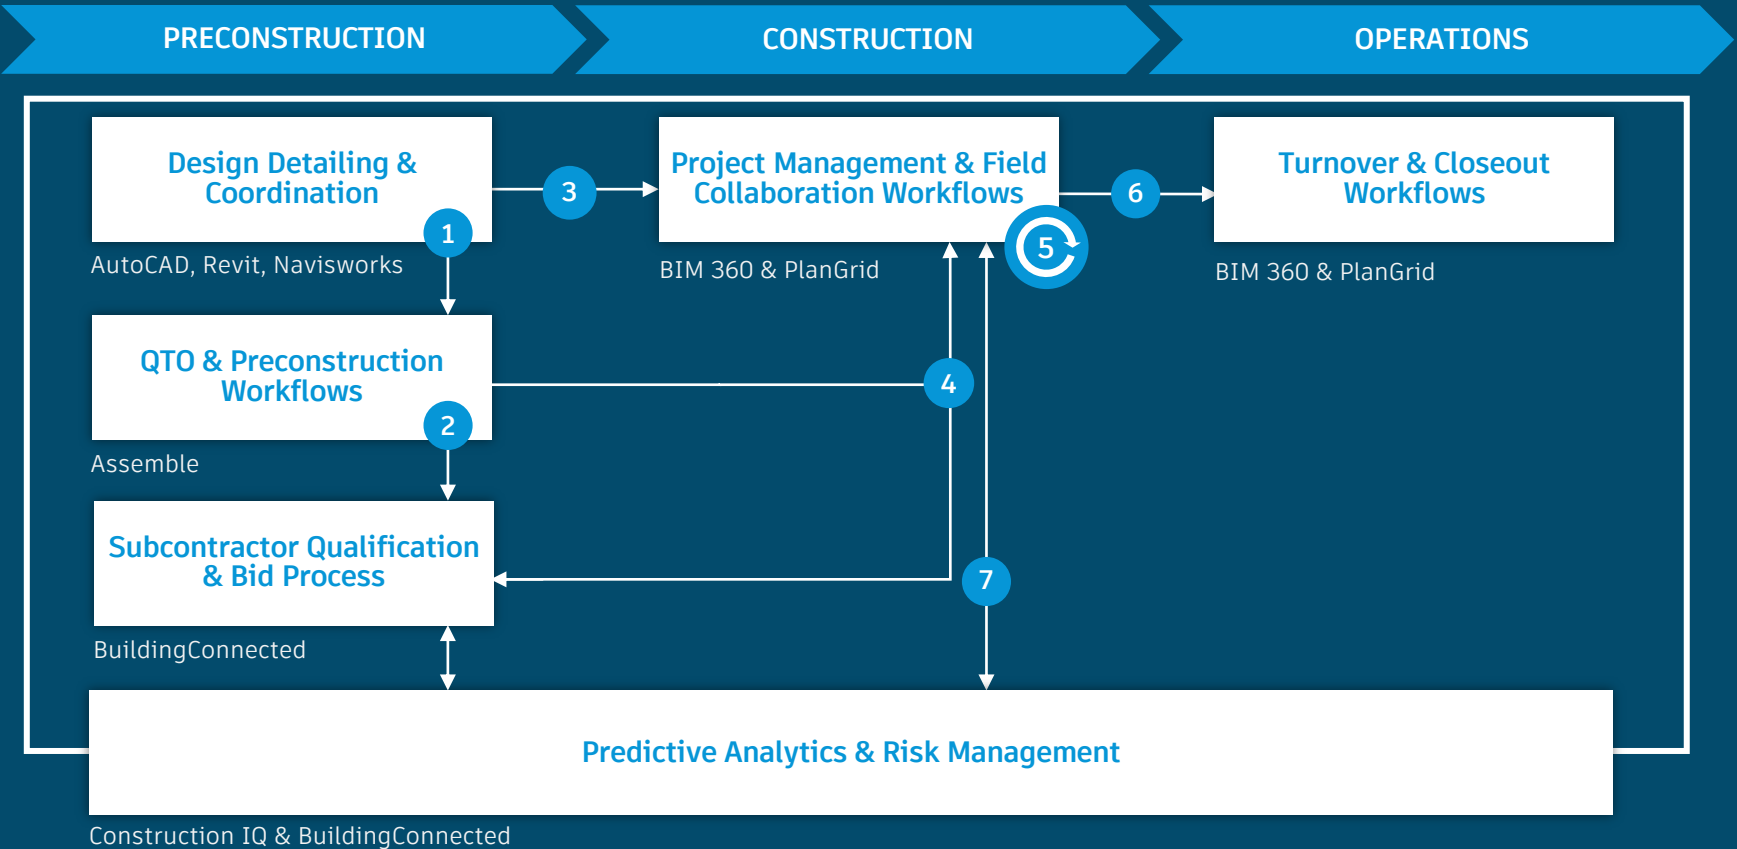 PRECONSTRUCTION
CONSTRUCTION
OPERATIONS
Design Detailing &
Coordination
1
AutoCAD, Revit, Navisworks
3
Project Management & Field
Collaboration Workflows
5
BIM 360 & PlanGrid
6
Turnover & Closeout
Workflows
BIM 360 & PlanGrid
QTO & Preconstruction
Workflows
2
Assemble
4
Subcontractor Qualification
& Bid Process
BuildingConnected
7
Predictive Analytics & Risk Management
Construction IQ & BuildingConnected